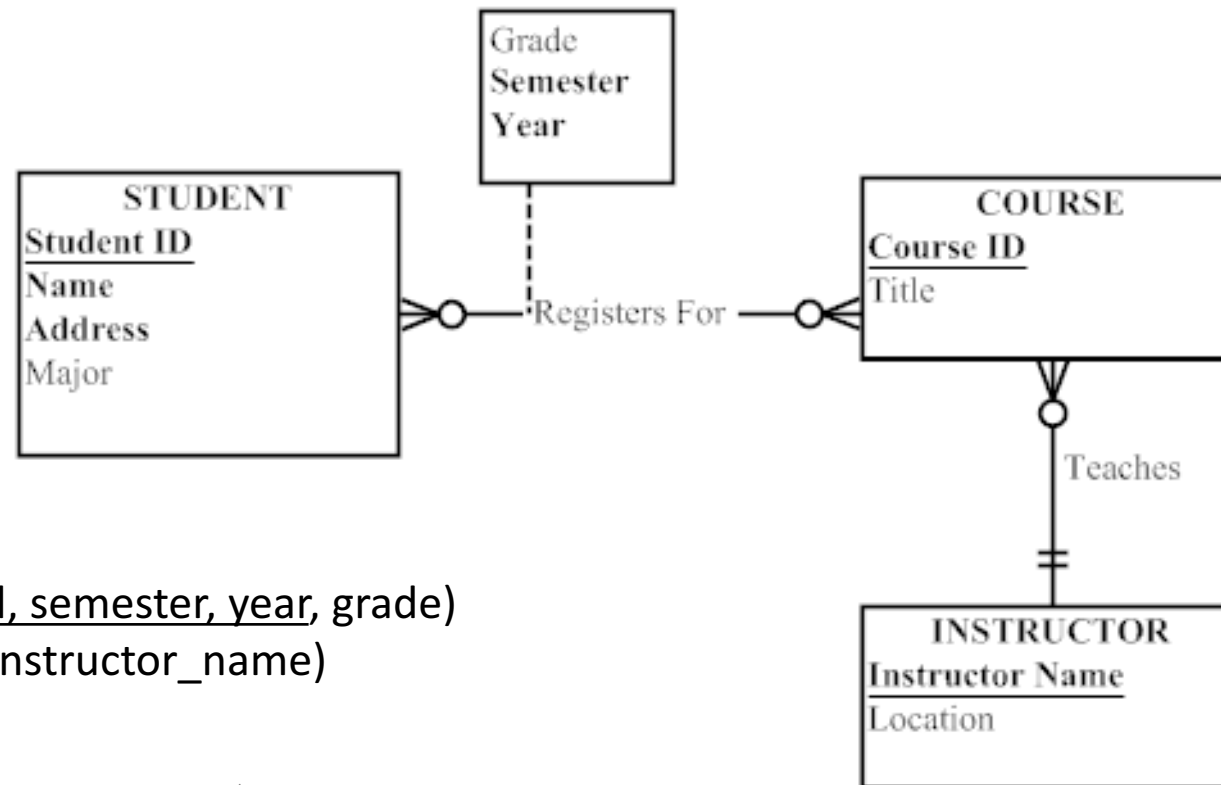 Grade
Semester
Year
STUDENT
Student ID
Name
Address
Major
Registers For
COURSE
Course ID
Title
Teaches
INSTRUCTOR
Instructor Name
Location
, semester, year, grade)
nstructor_name)